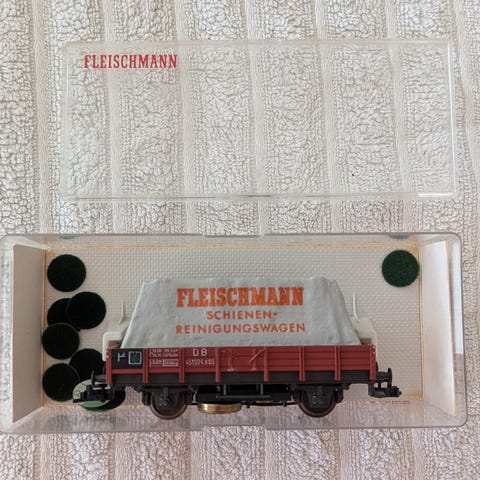 FLEISCHMANN
FLEISCHMANN
SCHIENEN-
REINIGUNGSWAGEN
DB